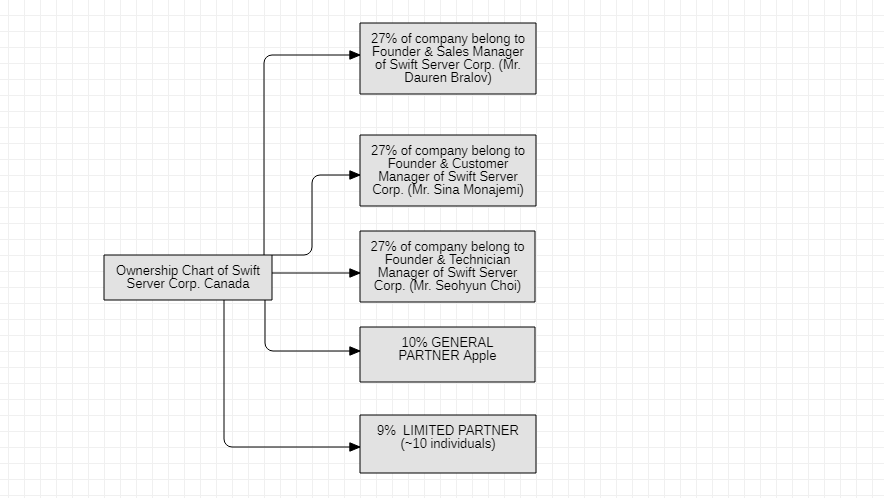 27% of company belong to
Founder & Sales Manager
of Swift Server Corp. (Mr.
Dauren Bralov)
27% of company belong to
Founder & Customer
Manager of Swift Server
Corp. (Mr. Sina Monajemi)
27% of company belong to
Founder & Technician
Manager of Swift Server
Corp. (Mr. Seohyun Choi)
Ownership Chart of Swift
Server Corp. Canada
10% GENERAL
PARTNER Apple
9%  LIMITED PARTNER
(~10 individuals)